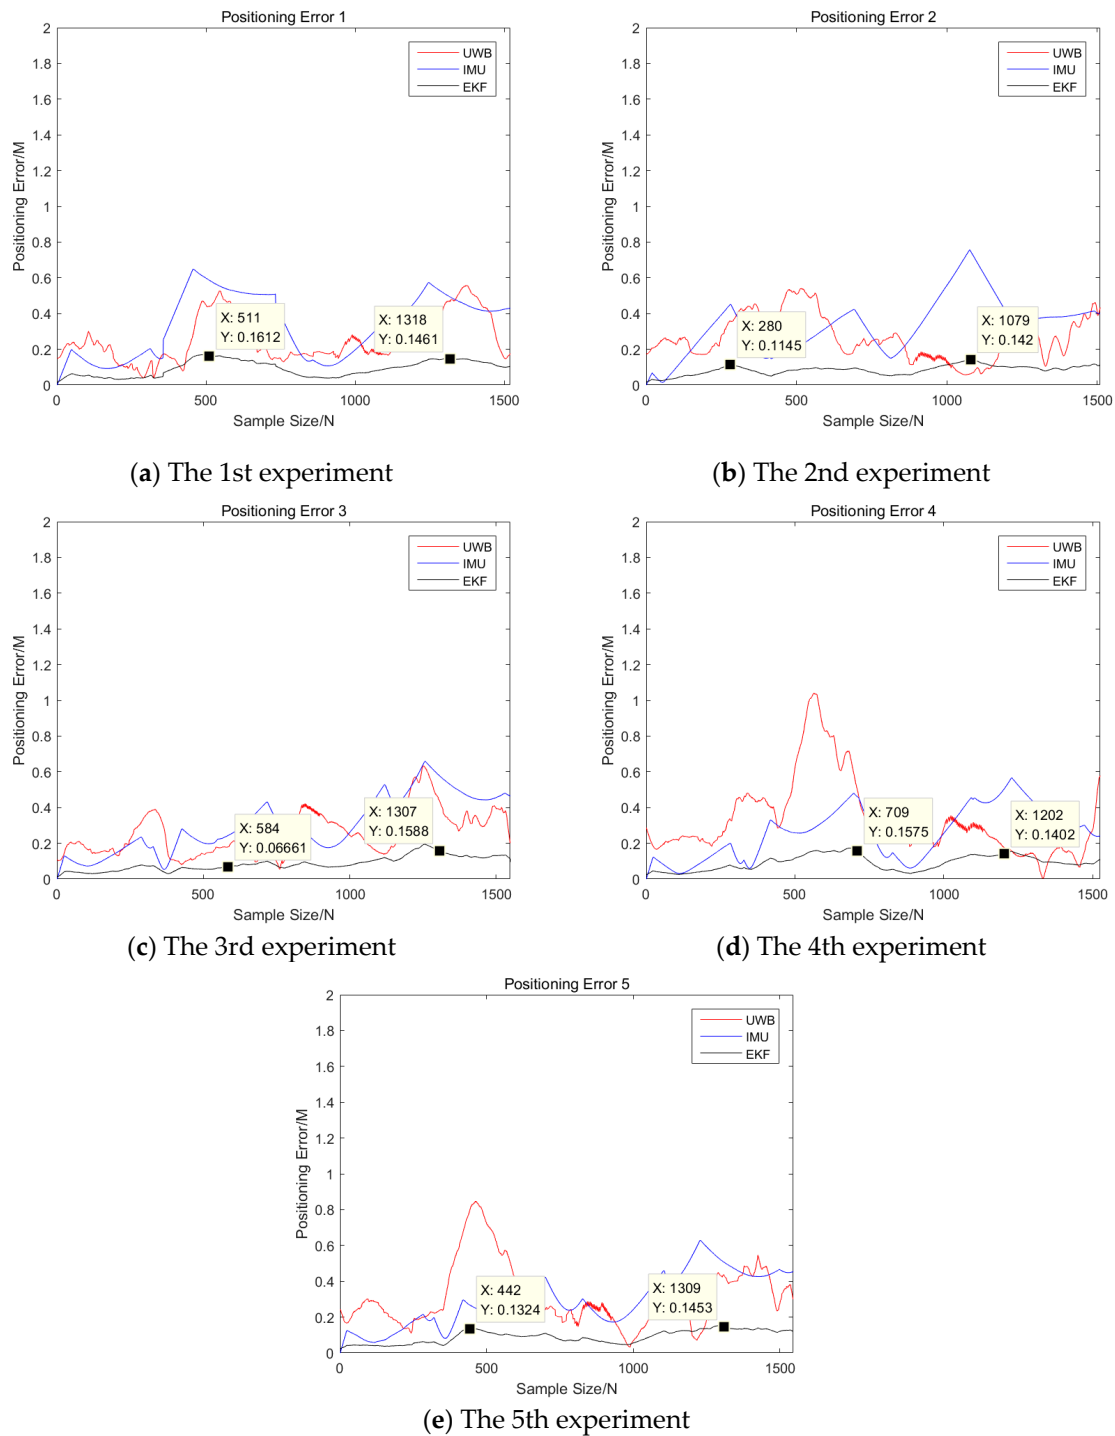 Positioning Error 1
2
1.8
1.6
1.4
1.2
1
0.8
0.6
0.4
0.2
0
Positioning Error/M
UWB
IMU
EKF
X: 511
Y: 0.1612
X: 1318
Y: 0.1461
0
500
1000
1500
Sample Size/N
(a) The 1st experiment
Positioning Error 2
2
1.8
1.6
1.4
1.2
1
0.8
0.6
0.4
0.2
0
Positioning Error/M
UWB
IMU
EKF
X: 280
Y: 0.1145
X: 1079
Y: 0.142
0
500
1000
1500
Sample Size/N
(b) The 2nd experiment
Positioning Error 3
2
1.8
1.6
1.4
1.2
1
0.8
0.6
0.4
0.2
0
Positioning Error/M
UWB
IMU
EKF
X: 584
Y: 0.06661
X: 1307
Y: 0.1588
0
500
1000
1500
Sample Size/N
(c) The 3rd experiment
Positioning Error 4
2
1.8
1.6
1.4
1.2
1
0.8
0.6
0.4
0.2
0
Positioning Error/M
UWB
IMU
EKF
X: 709
Y: 0.1575
X: 1202
Y: 0.1402
0
500
1000
1500
Sample Size/N
(d) The 4th experiment
Positioning Error 5
2
1.8
1.6
1.4
1.2
1
0.8
0.6
0.4
0.2
0
Positioning Error/M
UWB
IMU
EKF
X: 442
Y: 0.1324
X: 1309
Y: 0.1453
0
500
1000
1500
Sample Size/N
(e) The 5th experiment